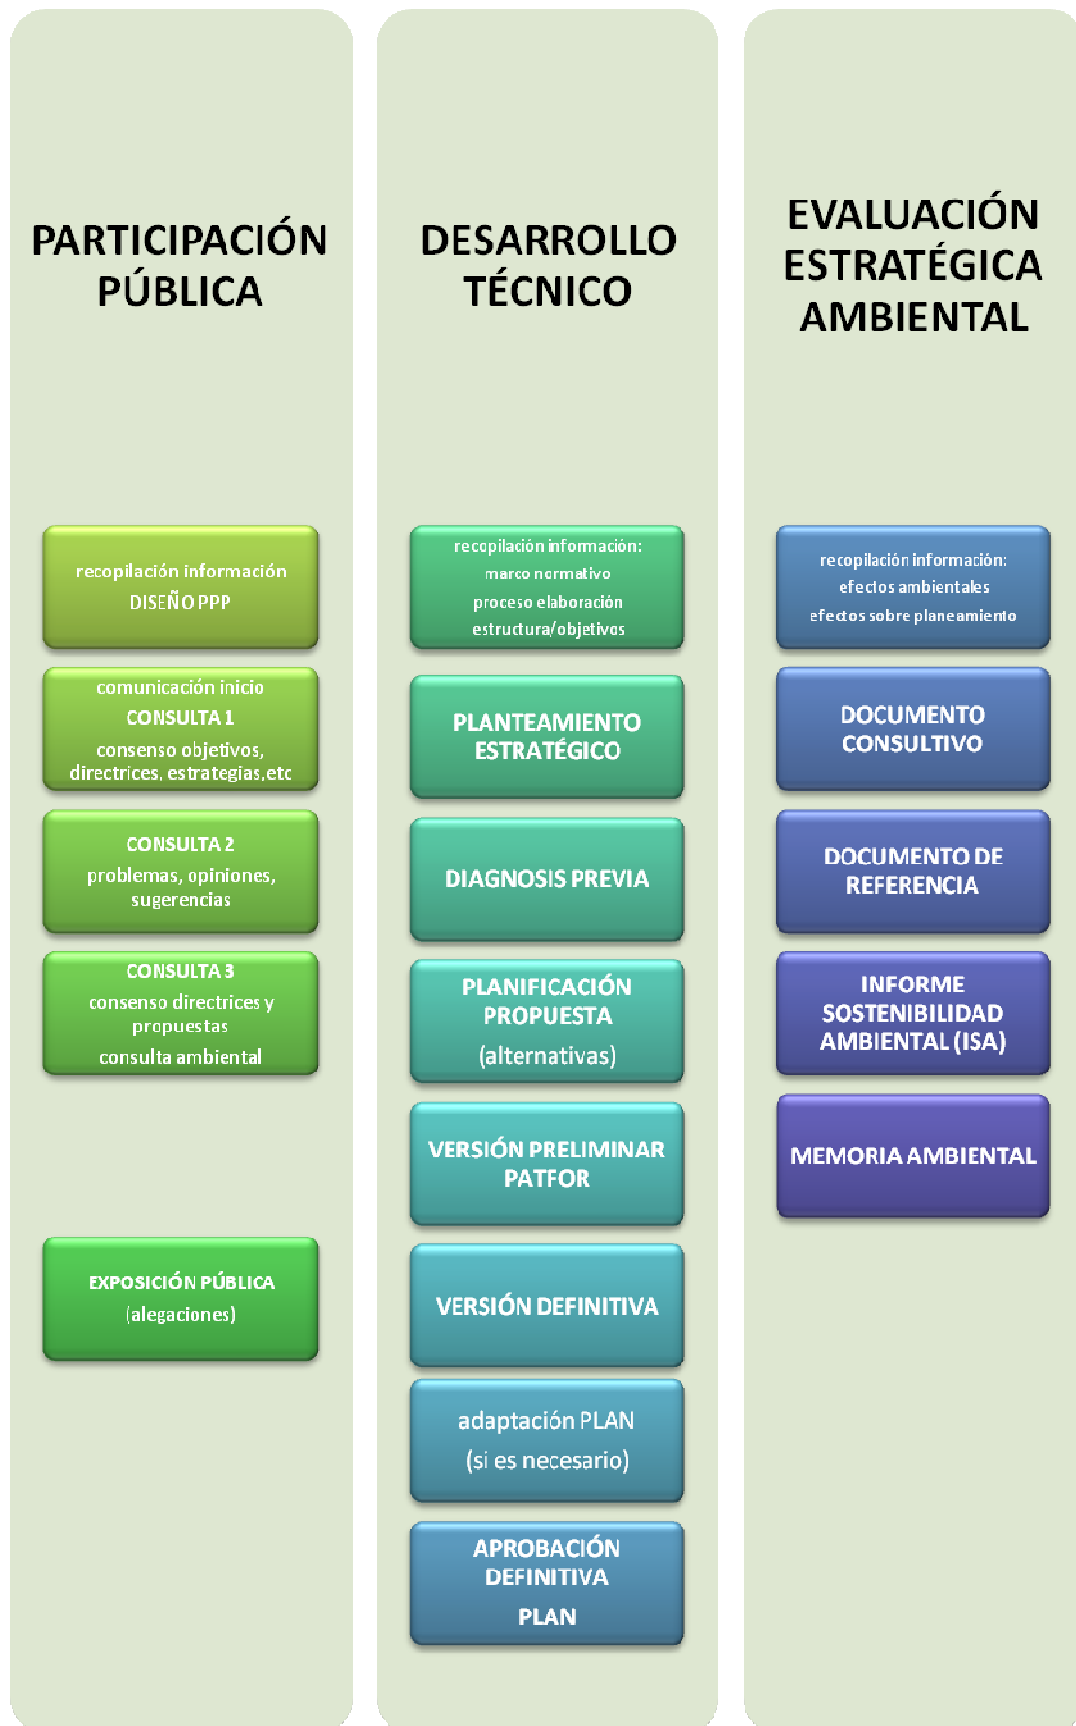 PARTICIPACIÓN
PÚBLICA
recopilación información
DISEÑO PPP
comunicación inicio
CONSULTA 1
consenso objetivos,
directrices, estrategias,etc
CONSULTA 2
problemas, opiniones,
sugerencias
CONSULTA 3
consenso directrices y
propuestas
consulta ambiental
EXPOSICIÓN PÚBLICA
(alegaciones)
DESARROLLO
TÉCNICO
recopilación información:
marco normativo
proceso elaboración
estructura/objetivos
PLANTEAMIENTO
ESTRATÉGICO
DIAGNOSIS PREVIA
PLANIFICACIÓN
PROPUESTA
(alternativas)
VERSIÓN PRELIMINAR
PATFOR
VERSIÓN DEFINITIVA
adaptación PLAN
(si es necesario)
APROBACIÓN
DEFINITIVA
PLAN
EVALUACIÓN
ESTRATÉGICA
AMBIENTAL
recopilación información:
efectos ambientales
efectos sobre planeamiento
DOCUMENTO
CONSULTIVO
DOCUMENTO DE
REFERENCIA
INFORME
SOSTENIBILIDAD
AMBIENTAL (ISA)
MEMORIA AMBIENTAL